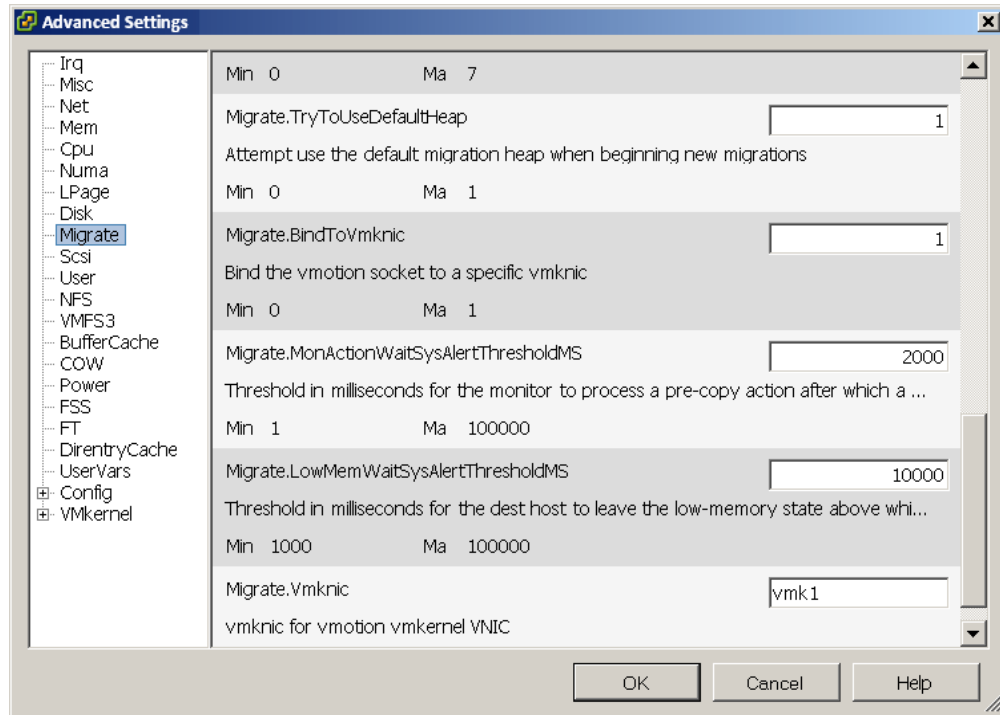 Advanced Settings
Irq
Misc
Net
Mem
Cpu
Numa
LPage
Disk
Migrate
Scsi
User
NFS
VMFS3
BufferCache
COW
Power
FSS
FT
DirentryCache
UserVars
Config
VMkernel
Min 0 Ma 7
Migrate.TryToUseDefaultHeap 1
Attempt use the default migration heap when beginning new migrations
Min 0 Ma 1
Migrate.BindToVmknic 1
Bind the vmotion socket to a specific vmknic
Min 0 Ma 1
Migrate.MonActionWaitSysAlertThresholdMS 2000
Threshold in milliseconds for the monitor to process a pre-copy action after which a ...
Min 1 Ma 100000
Migrate.LowMemWaitSysAlertThresholdMS 10000
Threshold in milliseconds for the dest host to leave the low-memory state above whi...
Min 1000 Ma 100000
Migrate.Vmknic vmk1
vmknic for vmotion vmkernel VNIC
OK Cancel Help